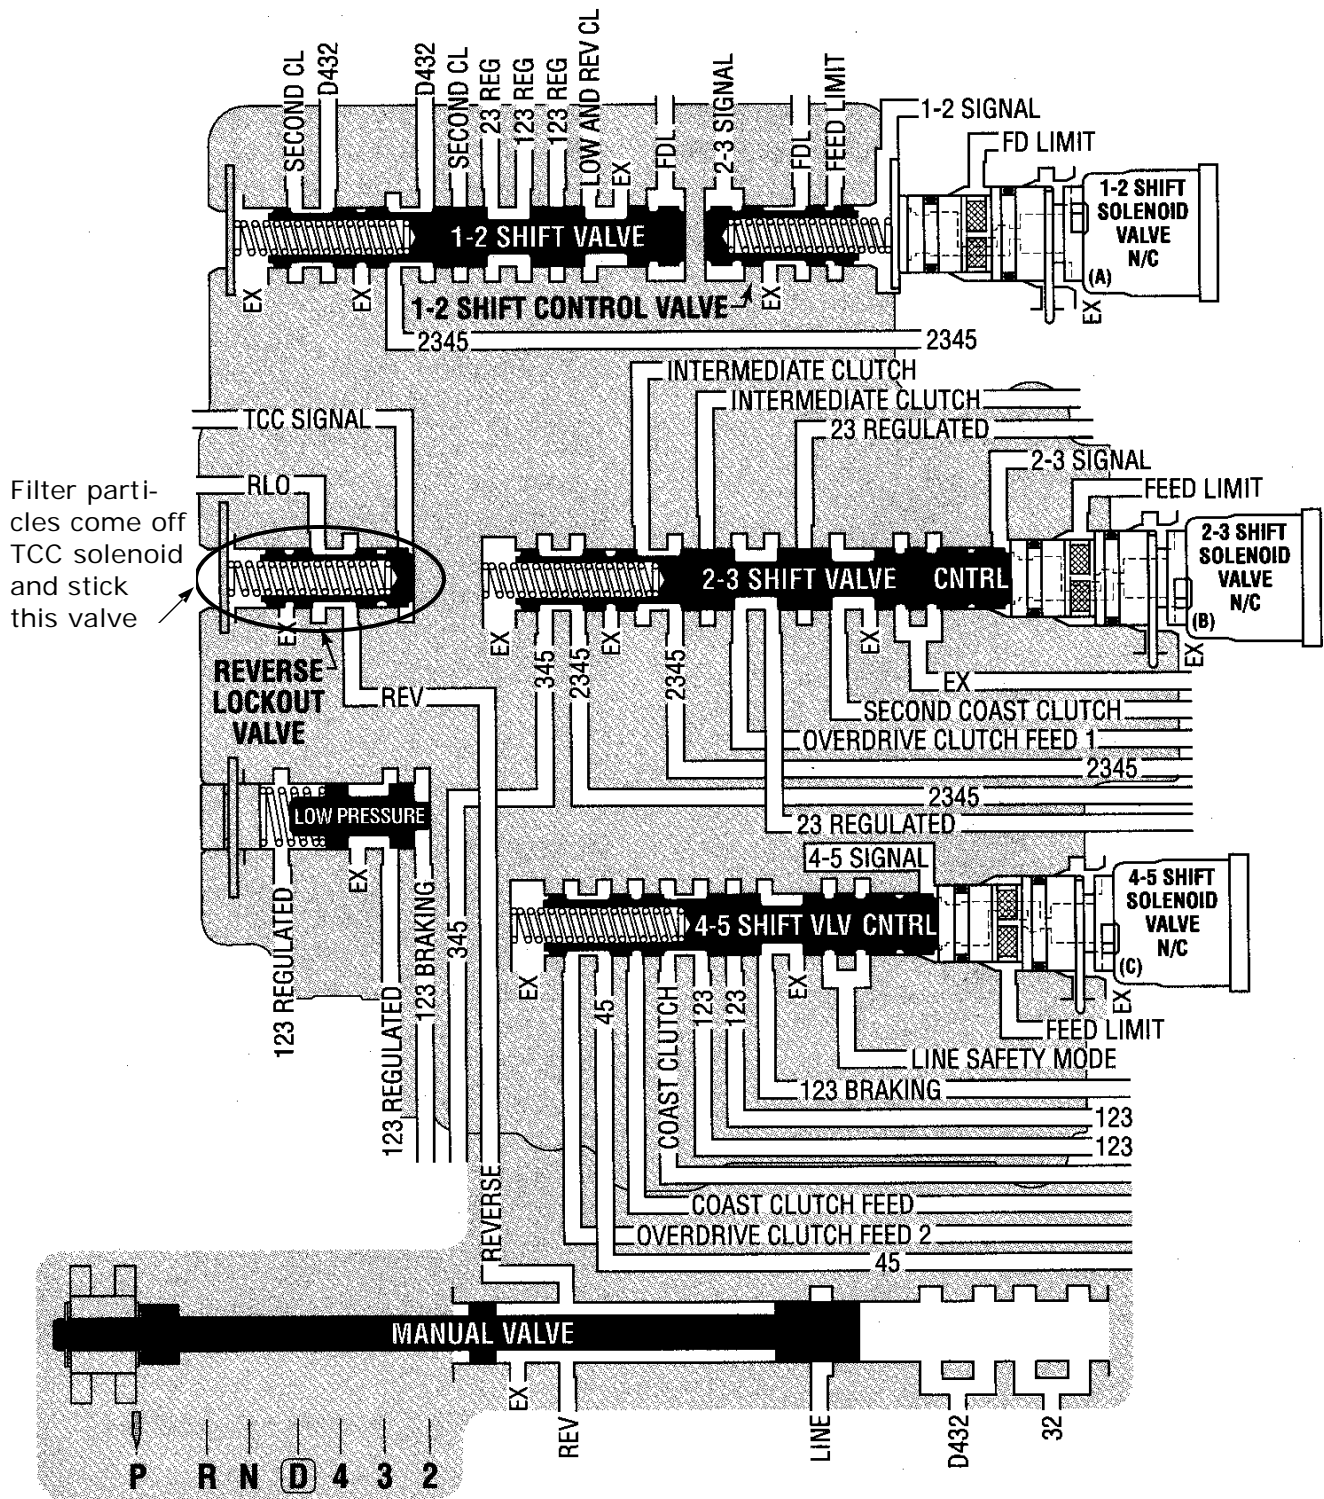 SECOND CL
D432
D432
SECOND CL
23 REG
123 REG
123 REG
LOW AND REV CL
EX
FDL
2-3 SIGNAL
FDL
FEED LIMIT
1-2 SIGNAL
FD LIMIT
1-2 SHIFT
SOLENOID
VALVE
N/C
(A)
1-2 SHIFT VALVE
EX
EX
1-2 SHIFT CONTROL VALVE
EX
EX
2345
2345
INTERMEDIATE CLUTCH
INTERMEDIATE CLUTCH
TCC SIGNAL
23 REGULATED
2-3 SIGNAL
RLO
FEED LIMIT
Filter parti-
cles come off
TCC solenoid
and stick
this valve
2-3 SHIFT
SOLENOID
VALVE
N/C
(B)
2-3 SHIFT VALVE
CNTRL
EX
EX
EX
EX
EX
REVERSE
LOCKOUT
VALVE
REV
345
2345
2345
EX
SECOND COAST CLUTCH
OVERDRIVE CLUTCH FEED 1
2345
2345
23 REGULATED
LOW PRESSURE
4-5 SIGNAL
4-5 SHIFT
SOLENOID
VALVE
N/C
(C)
4-5 SHIFT VLV CNTRL
123 REGULATED
EX
123 REGULATED
123 BRAKING
345
EX
45
COAST CLUTCH
123
123
EX
EX
FEED LIMIT
LINE SAFETY MODE
123 BRAKING
123
123
REVERSE
COAST CLUTCH FEED
OVERDRIVE CLUTCH FEED 2
45
MANUAL VALVE
EX
REV
LINE
D432
32
P R N D 4 3 2